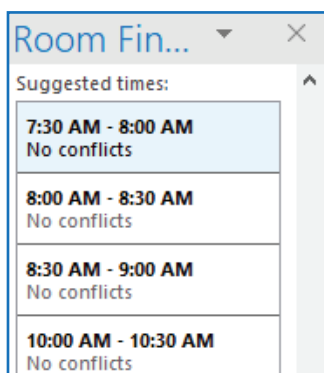 Room Fin...
Suggested times:
7:30 AM - 8:00 AM
No conflicts
8:00 AM - 8:30 AM
No conflicts
8:30 AM - 9:00 AM
No conflicts
10:00 AM - 10:30 AM
No conflicts